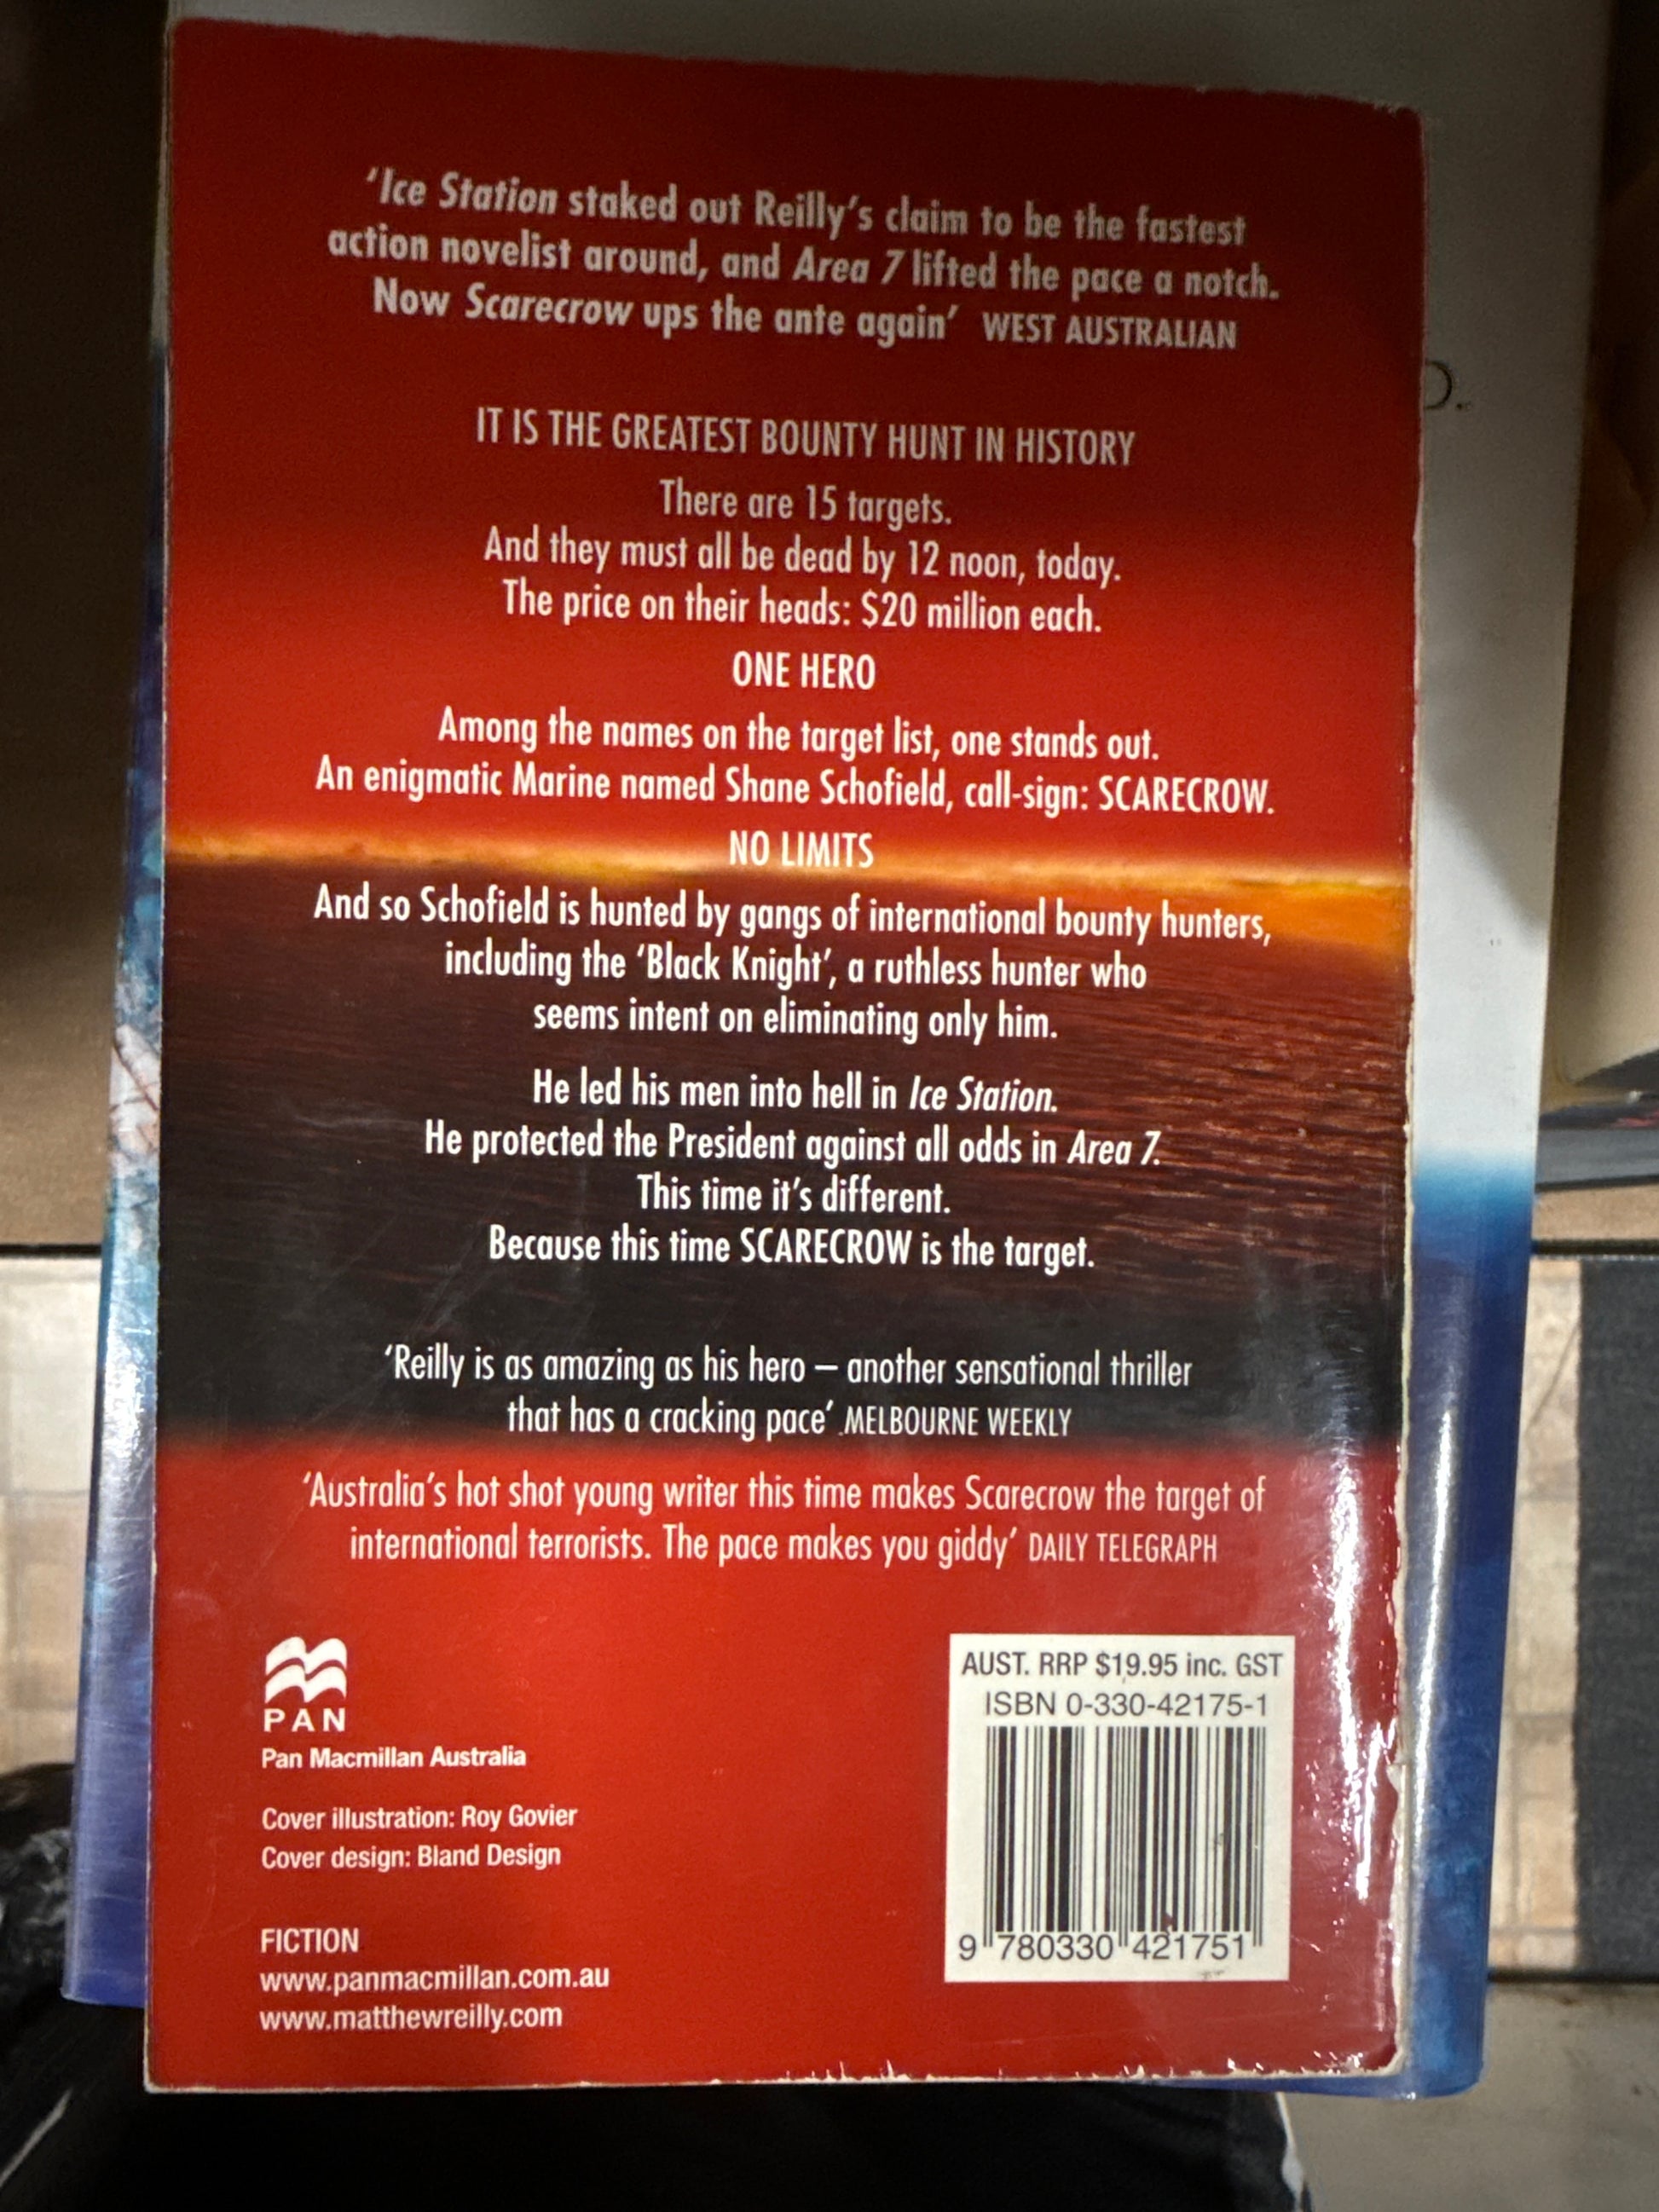 'Ice Station staked out Reilly's claim to be the fastest
action novelist around, and Area 7 lifted the pace a notch.
Now Scarecrow ups the ante again' WEST AUSTRALIAN
IT IS THE GREATEST BOUNTY HUNT IN HISTORY
There are 15 targets.
And they must all be dead by 12 noon, today.
The price on their heads: $20 million each.
ONE HERO
Among the names on the target list, one stands out.
An enigmatic Marine named Shane Schofield, call-sign: SCARECROW.
NO LIMITS
And so Schofield is hunted by gangs of international bounty hunters,
including the 'Black Knight', a ruthless hunter who
seems intent on eliminating only him.
He led his men into hell in Ice Station.
He protected the President against all odds in Area 7.
This time it's different.
Because this time SCARECROW is the target.
'Reilly is as amazing as his hero – another sensational thriller
that has a cracking pace' MELBOURNE WEEKLY
'Australia's hot shot young writer this time makes Scarecrow the target of
international terrorists. The pace makes you giddy' DAILY TELEGRAPH
PAN
Pan Macmillan Australia
Cover illustration: Roy Govier
Cover design: Bland Design
FICTION
www.panmacmillan.com.au
www.matthewreilly.com
AUST. RRP $19.95 inc. GST
ISBN 0-330-42175-1
9 780330 421751